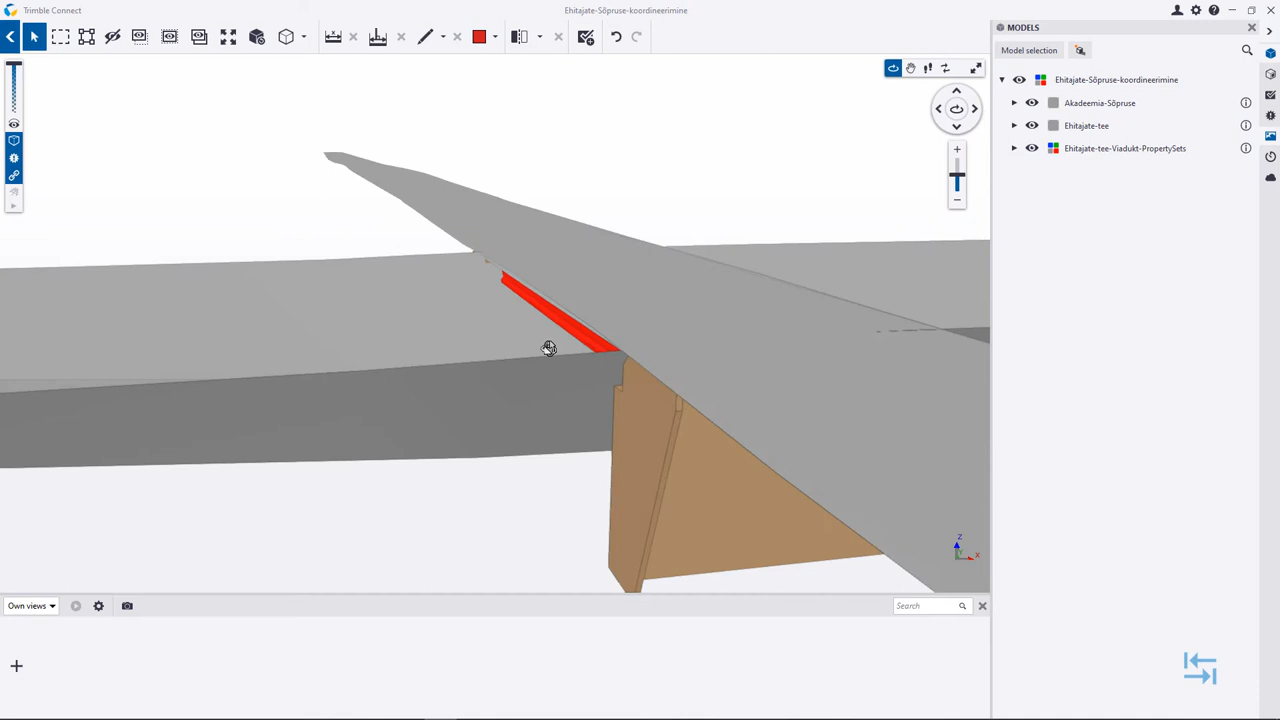 Trimble Connect
Ehitajate-Sõpruse-koordineerimine
MODELS
Model selection
Ehitajate-Sõpruse-koordineerimine
Akadeemia-Sõpruse
Ehitajate-tee
Ehitajate-tee-Viadukt-PropertySets
Z
Y
X
Own views
Search